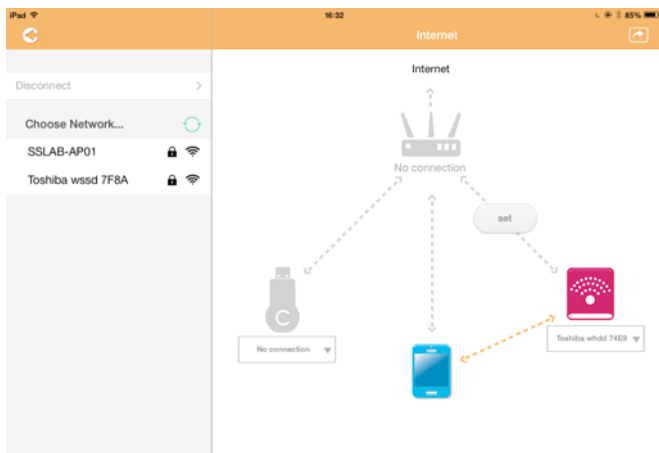 iPad 16:32 85%
Internet
Disconnect
Choose Network...
SSLAB-AP01
Toshiba wssd 7F8A
Internet
No connection
set
C
No connection
Toshiba whdd 74E9